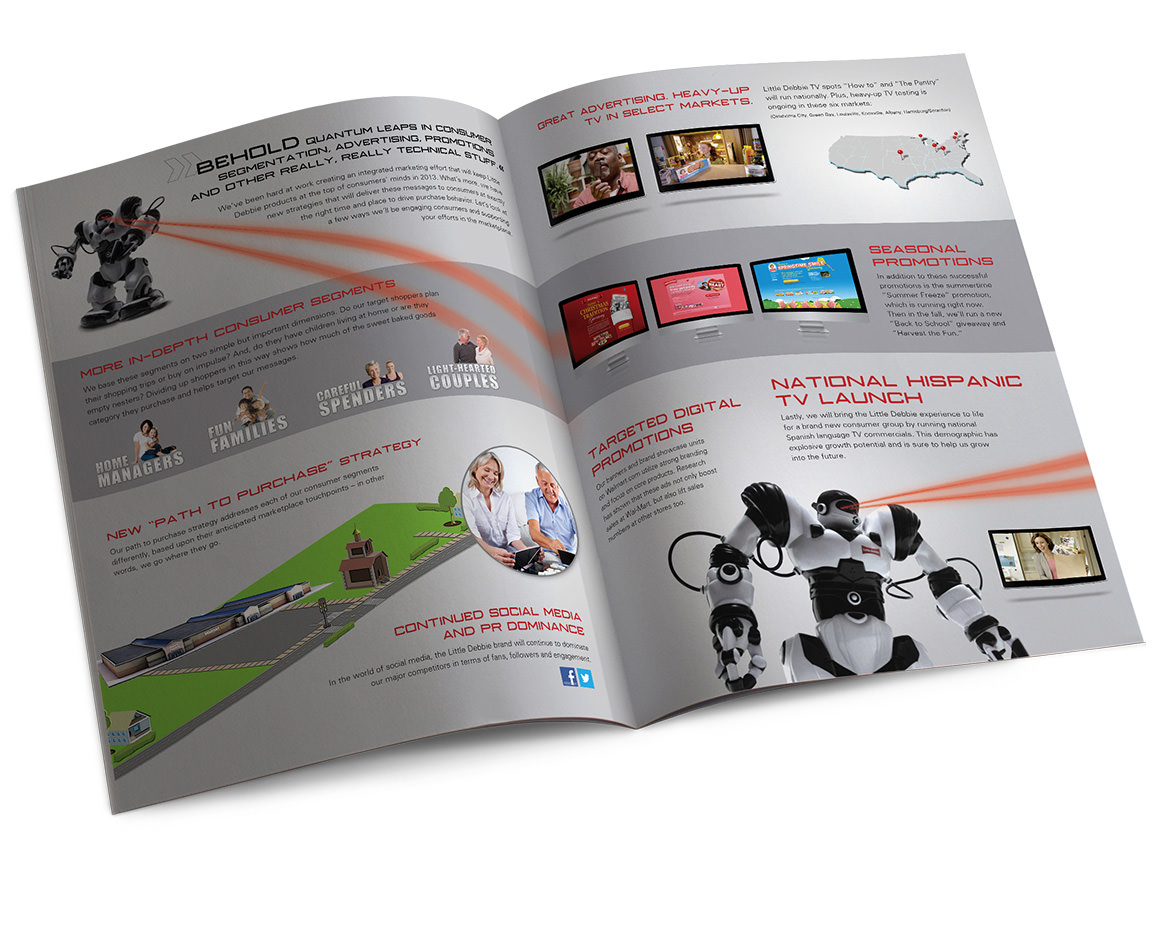 BEHOLD QUANTUM LEAPS IN CONSUMER
SEGMENTATION, ADVERTISING, PROMOTIONS
AND OTHER REALLY, REALLY TECHNICAL STUFF.
We've been hard at work creating an integrated marketing effort that will keep Little
Debbie products at the top of consumers' minds in 2013. What's more, we have
new strategies that will deliver these messages to consumers at exactly
the right time and place to drive purchase behavior. Let's look at
a few ways we'll be engaging consumers and supporting
your efforts in the marketplace.
MORE IN-DEPTH CONSUMER SEGMENTS
We base these segments on two simple but important dimensions. Do our target shoppers plan
their shopping trips or buy on impulse? And, do they have children living at home or are they
empty nesters? Dividing up shoppers in this way shows how much of the sweet baked goods
category they purchase and helps target our messages.
HOME
MANAGERS
FUN
FAMILIES
CAREFUL
SPENDERS
LIGHT-HEARTED
COUPLES
NEW "PATH TO PURCHASE" STRATEGY
Our path to purchase strategy addresses each of our consumer segments
differently, based upon their anticipated marketplace touchpoints – in other
words, we go where they go.
CONTINUED SOCIAL MEDIA
AND PR DOMINANCE
In the world of social media, the Little Debbie brand will continue to dominate
our major competitors in terms of fans, followers and engagement.
GREAT ADVERTISING. HEAVY-UP
TV IN SELECT MARKETS.
Little Debbie TV spots "How to" and "The Pantry"
will run nationally. Plus, heavy-up TV testing is
ongoing in these six markets:
(Oklahoma City, Green Bay, Louisville, Knoxville, Albany, Harrisburg/Scranton)
CHRISTMAS
TRADITION
SPRINGTIME SMILE
SEASONAL
PROMOTIONS
In addition to these successful
promotions is the summertime
"Summer Freeze" promotion,
which is running right now.
Then in the fall, we'll run a new
"Back to School" giveaway and
"Harvest the Fun."
TARGETED DIGITAL
PROMOTIONS
Our banners and brand showcase units
on Walmart.com utilize strong branding
and focus on core products. Research
has shown that these ads not only boost
sales at Wal-Mart, but also lift sales
numbers at other stores too.
NATIONAL HISPANIC
TV LAUNCH
Lastly, we will bring the Little Debbie experience to life
for a brand new consumer group by running national
Spanish language TV commercials. This demographic has
explosive growth potential and is sure to help us grow
into the future.